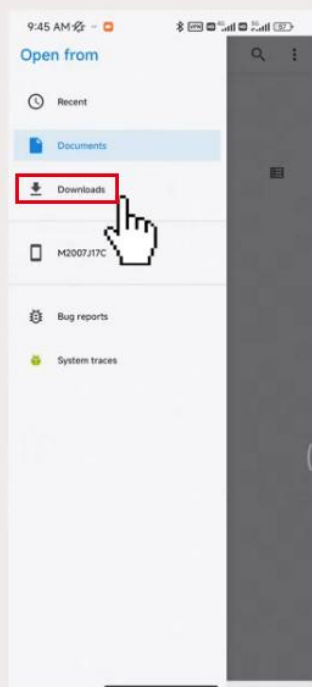 9:45 AM
Open from
Recent
Documents
Downloads
M2007J17C
Bug reports
System traces